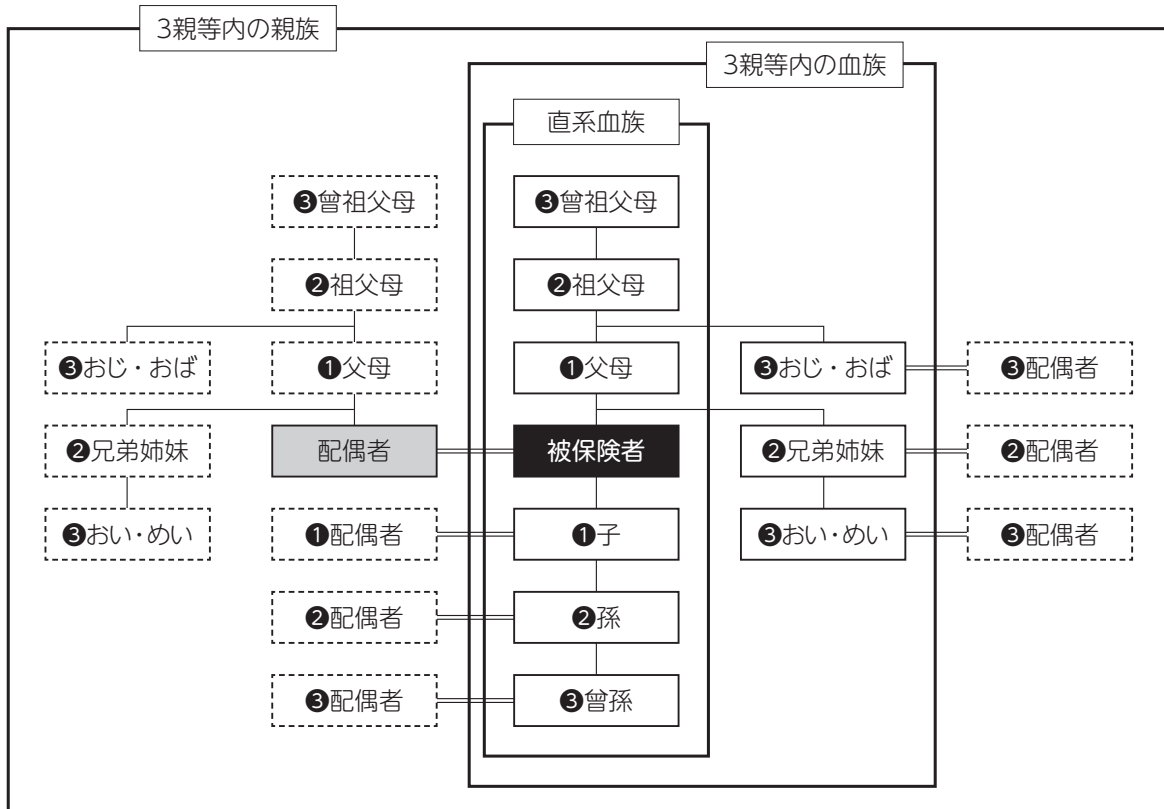 3親等内の親族
3親等内の血族
直系血族
❸曾祖父母
❸曾祖父母
❷祖父母
❷祖父母
❸おじ・おば
❶父母
❶父母
❸おじ・おば
❸配偶者
❷兄弟姉妹
配偶者
被保険者
❷兄弟姉妹
❷配偶者
❸おい・めい
❶配偶者
❶子
❸おい・めい
❸配偶者
❷配偶者
❷孫
❸配偶者
❸曾孫